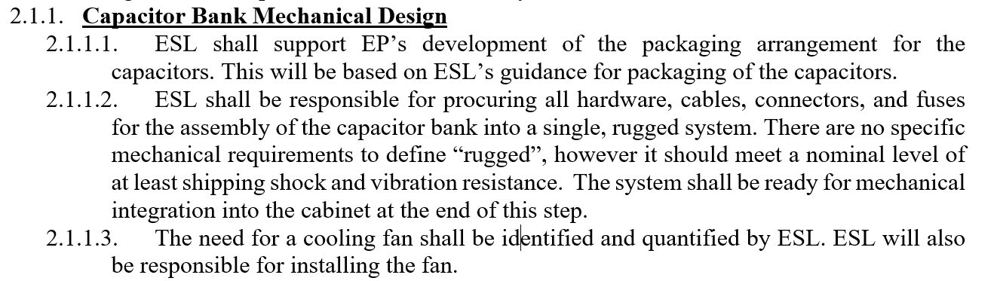 2.1.1. Capacitor Bank Mechanical Design
2.1.1.1. ESL shall support EP’s development of the packaging arrangement for the
capacitors. This will be based on ESL’s guidance for packaging of the capacitors.
2.1.1.2. ESL shall be responsible for procuring all hardware, cables, connectors, and fuses
for the assembly of the capacitor bank into a single, rugged system. There are no specific
mechanical requirements to define “rugged”, however it should meet a nominal level of
at least shipping shock and vibration resistance.  The system shall be ready for mechanical
integration into the cabinet at the end of this step.
2.1.1.3. The need for a cooling fan shall be identified and quantified by ESL. ESL will also
be responsible for installing the fan.